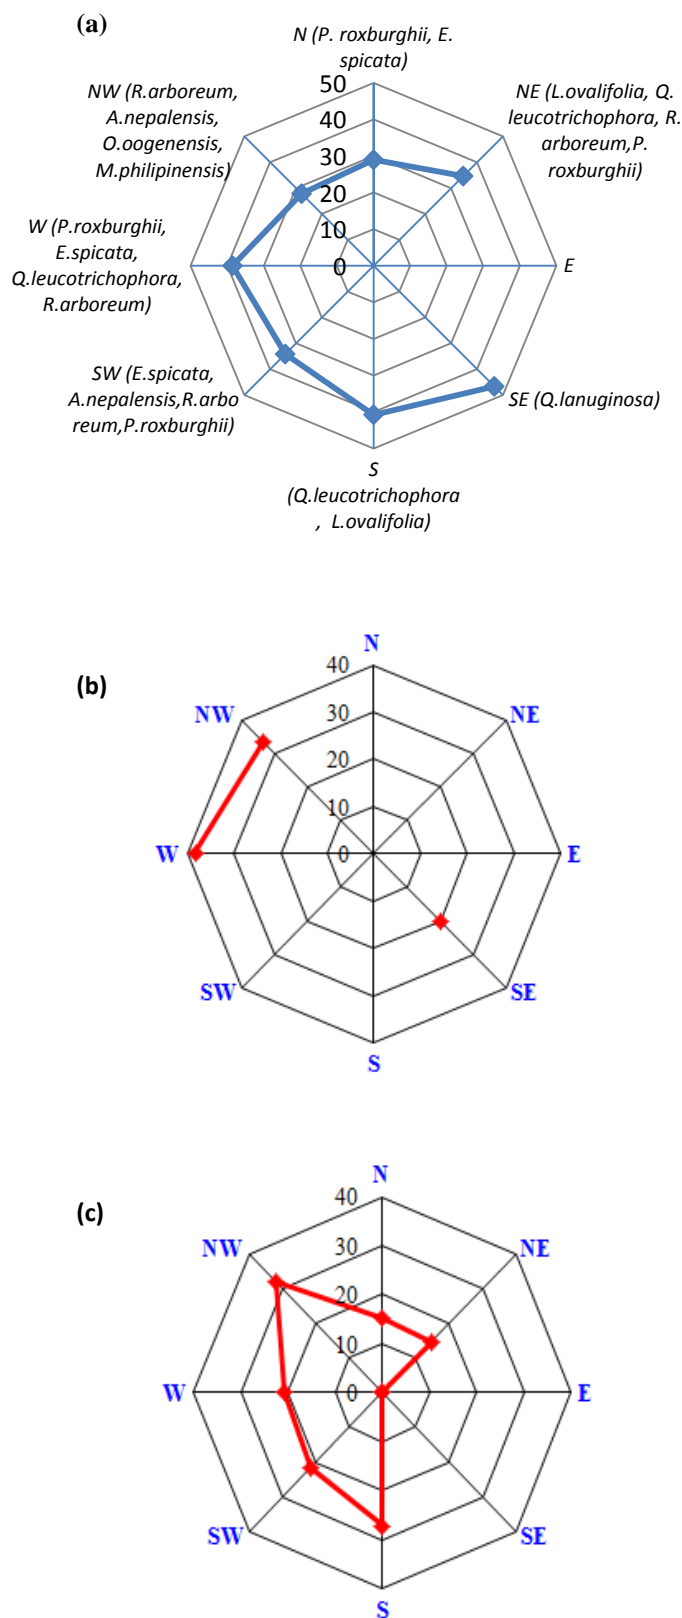 (a)
N (P. roxburghii, E.
spicata)
NW (R.arboreum,
A.nepalensis,
O.oogenensis,
M.philipinensis)
NE (L.ovalifolia, Q.
leucotrichophora, R.
arboreum,P.
roxburghii)
50
40
30
20
10
0
W (P.roxburghii,
E.spicata,
Q.leucotrichophora,
R.arboreum)
E
SW (E.spicata,
A.nepalensis,R.arbo
reum,P.roxburghii)
SE (Q.lanuginosa)
S
(Q.leucotrichophora
, L.ovalifolia)
(b)
N
40
NW
NE
30
20
10
W
0
E
SW
SE
S
(c)
N
40
NW
NE
30
20
10
W
0
E
SW
SE
S